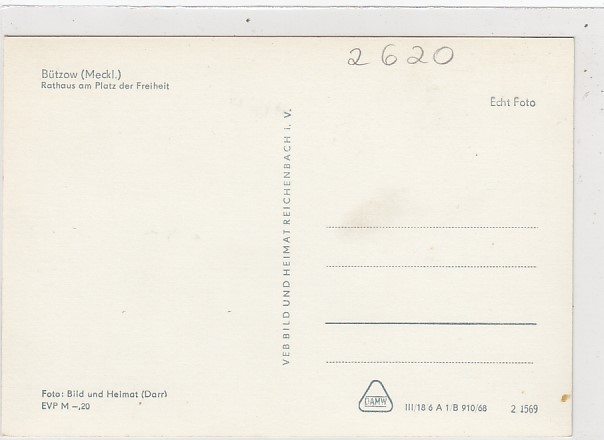 2620
Bützow (Meckl.)
Rathaus am Platz der Freiheit
Echt Foto
VEB BILD UND HEIMAT REICHENBACH i. V.
Foto: Bild und Heimat (Darr)
EVP M –,20
DAMW
III/18 6 A 1/B 910/68
2 1569